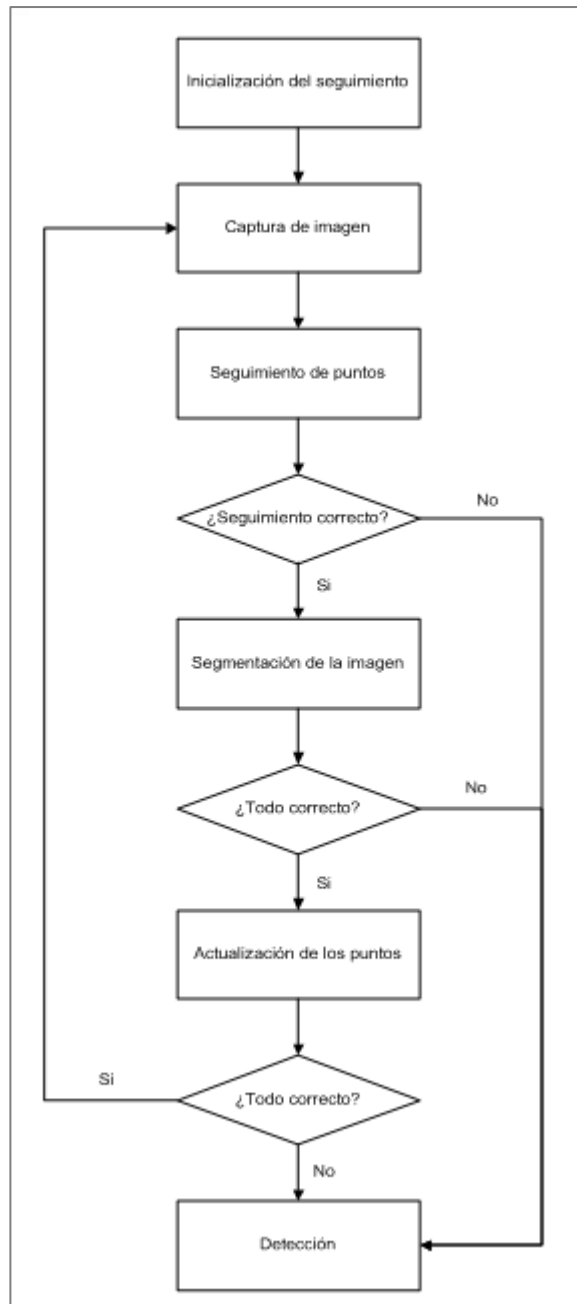 Inicialización del seguimiento
Captura de imagen
Seguimiento de puntos
¿Seguimiento correcto?
No
Si
Segmentación de la imagen
¿Todo correcto?
No
Si
Actualización de los puntos
¿Todo correcto?
Si
No
Detección